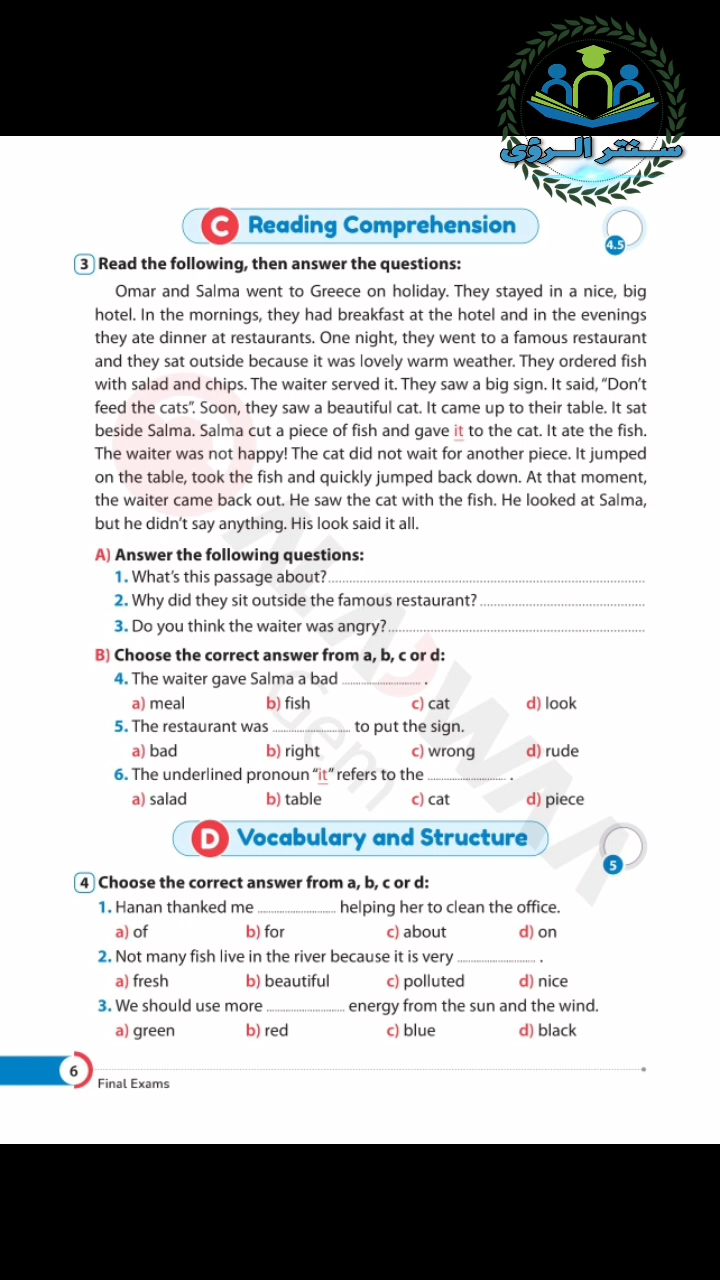 سنتر الرؤى
C Reading Comprehension
4.5
3 Read the following, then answer the questions:
Omar and Salma went to Greece on holiday. They stayed in a nice, big
hotel. In the mornings, they had breakfast at the hotel and in the evenings
they ate dinner at restaurants. One night, they went to a famous restaurant
and they sat outside because it was lovely warm weather. They ordered fish
with salad and chips. The waiter served it. They saw a big sign. It said, “Don’t
feed the cats”. Soon, they saw a beautiful cat. It came up to their table. It sat
beside Salma. Salma cut a piece of fish and gave it to the cat. It ate the fish.
The waiter was not happy! The cat did not wait for another piece. It jumped
on the table, took the fish and quickly jumped back down. At that moment,
the waiter came back out. He saw the cat with the fish. He looked at Salma,
but he didn’t say anything. His look said it all.
A) Answer the following questions:
1. What’s this passage about?
2. Why did they sit outside the famous restaurant?
3. Do you think the waiter was angry?
B) Choose the correct answer from a, b, c or d:
4. The waiter gave Salma a bad .................... .
a) meal b) fish c) cat d) look
5. The restaurant was .................... to put the sign.
a) bad b) right c) wrong d) rude
6. The underlined pronoun “it” refers to the .................... .
a) salad b) table c) cat d) piece
D Vocabulary and Structure
5
4 Choose the correct answer from a, b, c or d:
1. Hanan thanked me .................... helping her to clean the office.
a) of b) for c) about d) on
2. Not many fish live in the river because it is very .................... .
a) fresh b) beautiful c) polluted d) nice
3. We should use more .................... energy from the sun and the wind.
a) green b) red c) blue d) black
6
Final Exams